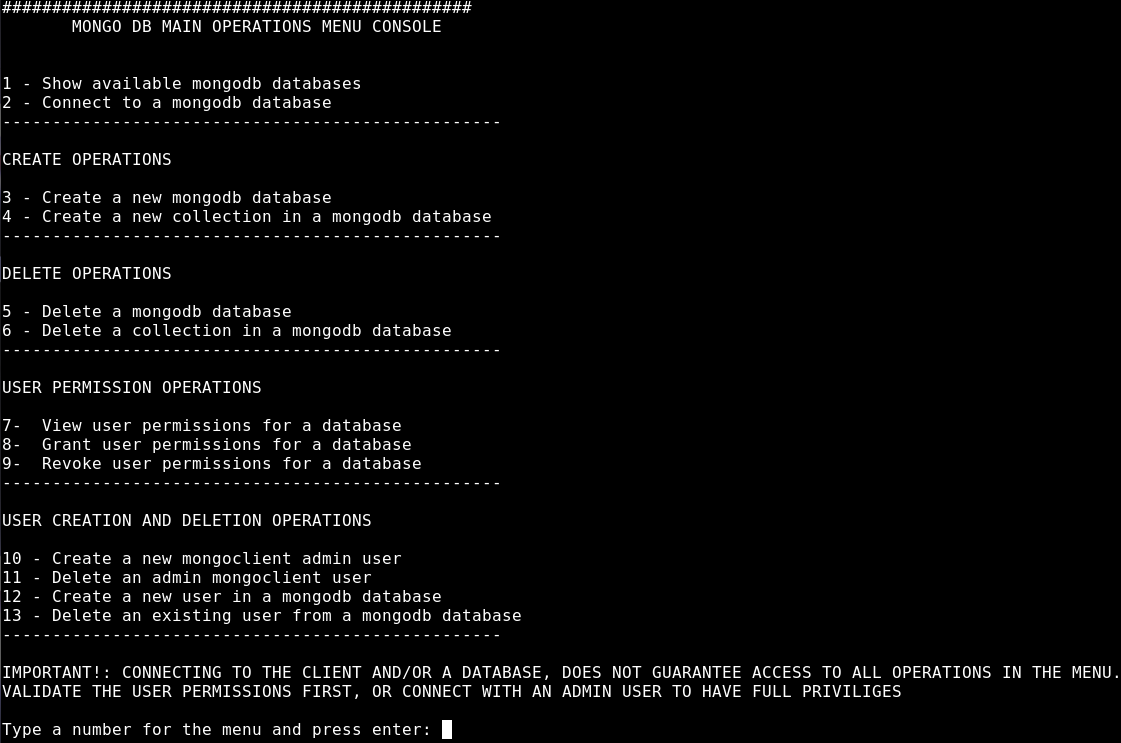 ###############################################
MONGO DB MAIN OPERATIONS MENU CONSOLE
1 - Show available mongodb databases
2 - Connect to a mongodb database
--------------------------------------------------
CREATE OPERATIONS
3 - Create a new mongodb database
4 - Create a new collection in a mongodb database
--------------------------------------------------
DELETE OPERATIONS
5 - Delete a mongodb database
6 - Delete a collection in a mongodb database
--------------------------------------------------
USER PERMISSION OPERATIONS
7-  View user permissions for a database
8-  Grant user permissions for a database
9-  Revoke user permissions for a database
--------------------------------------------------
USER CREATION AND DELETION OPERATIONS
10 - Create a new mongoclient admin user
11 - Delete an admin mongoclient user
12 - Create a new user in a mongodb database
13 - Delete an existing user from a mongodb database
--------------------------------------------------
IMPORTANT!: CONNECTING TO THE CLIENT AND/OR A DATABASE, DOES NOT GUARANTEE ACCESS TO ALL OPERATIONS IN THE MENU.
VALIDATE THE USER PERMISSIONS FIRST, OR CONNECT WITH AN ADMIN USER TO HAVE FULL PRIVILIGES
Type a number for the menu and press enter: